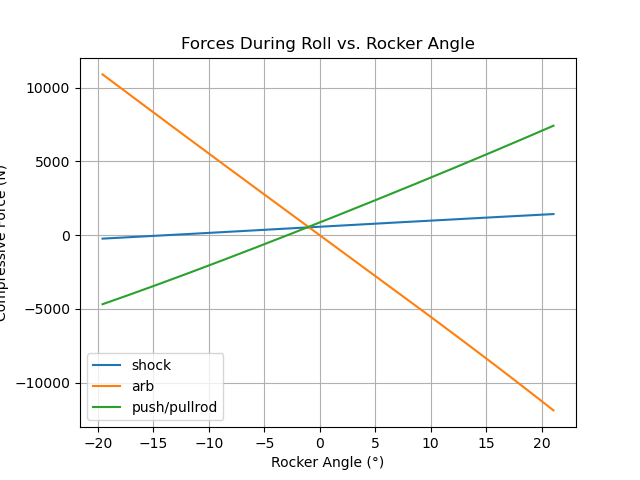 Forces During Roll vs. Rocker Angle
Compressive Force (N)
10000
5000
0
−5000
−10000
shock
arb
push/pullrod
−20
−15
−10
−5
0
5
10
15
20
Rocker Angle (°)